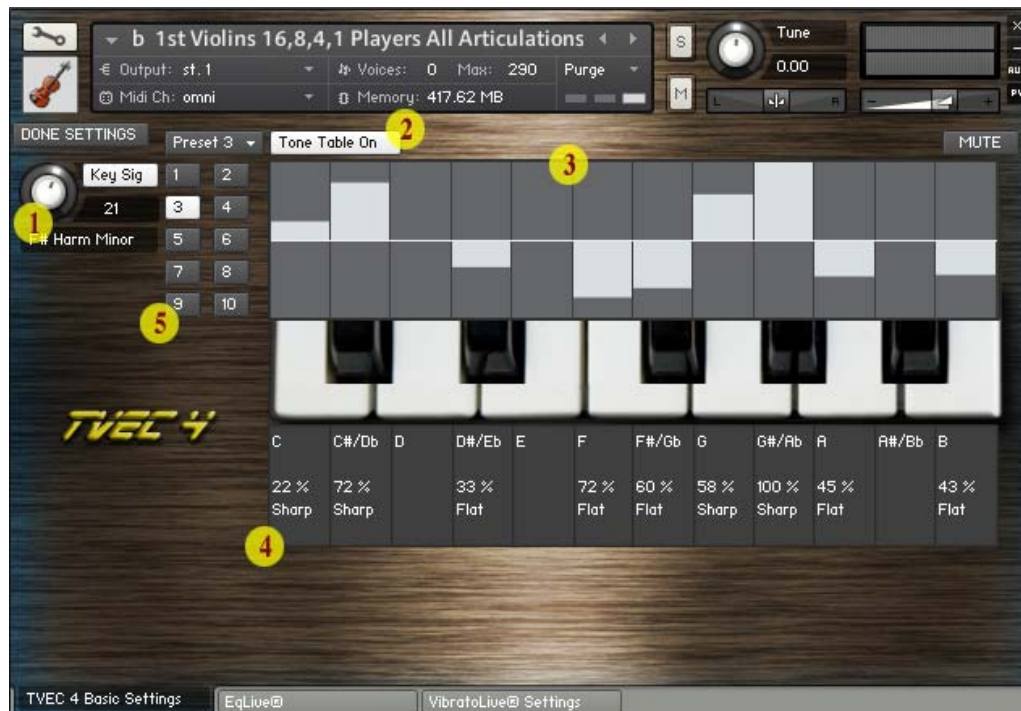 b 1st Violins 16,8,4,1 Players All Articulations
S
Tune
0.00
Output: st.1
Voices: 0 Max: 290
Purge
Midi Ch: omni
Memory: 417.62 MB
M
L
R
- +
AU
PV
DONE SETTINGS
Preset 3
Tone Table On
2
MUTE
Key Sig
1 2
3
21
3 4
1
F# Harm Minor
5 6
7 8
9 10
5
TVEC 4
C C#/Db D D#/Eb E F F#/Gb G G#/Ab A A#/Bb B
22 % 72 % 33 % 72 % 60 % 58 % 100 % 45 % 43 %
Sharp Sharp Flat Flat Flat Sharp Sharp Flat Flat
4
TVEC 4 Basic Settings
EqLive®
VibratoLive® Settings